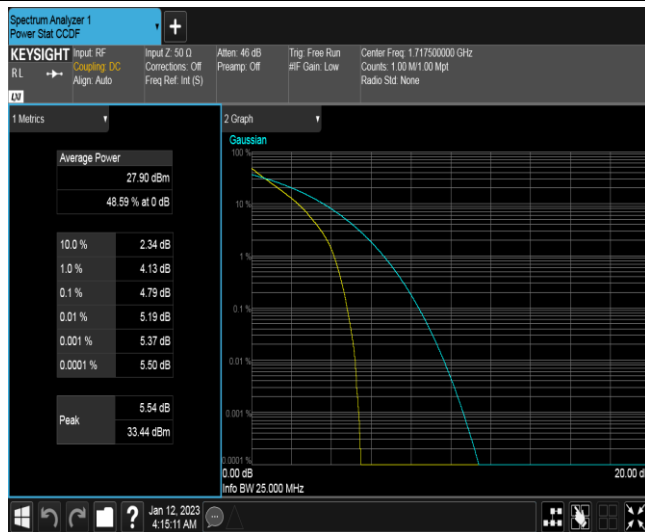 Spectrum Analyzer 1
Power Stat CCDF
+
KEYSIGHT
RL
LXI
Input: RF
Coupling: DC
Align: Auto
Input Z: 50 Ω
Corrections: Off
Freq Ref: Int (S)
Atten: 46 dB
Preamp: Off
Trig: Free Run
#IF Gain: Low
Center Freq: 1.717500000 GHz
Counts: 1.00 M/1.00 Mpt
Radio Std: None
1 Metrics
Average Power
27.90 dBm
48.59 % at 0 dB
10.0 % 2.34 dB
1.0 % 4.13 dB
0.1 % 4.79 dB
0.01 % 5.19 dB
0.001 % 5.37 dB
0.0001 % 5.50 dB
Peak
5.54 dB
33.44 dBm
2 Graph
Gaussian
100 %
10 %
1 %
0.1 %
0.01 %
0.001 %
0.0001 %
0.00 dB
20.00 d
Info BW 25.000 MHz
?
Jan 12, 2023
4:15:11 AM